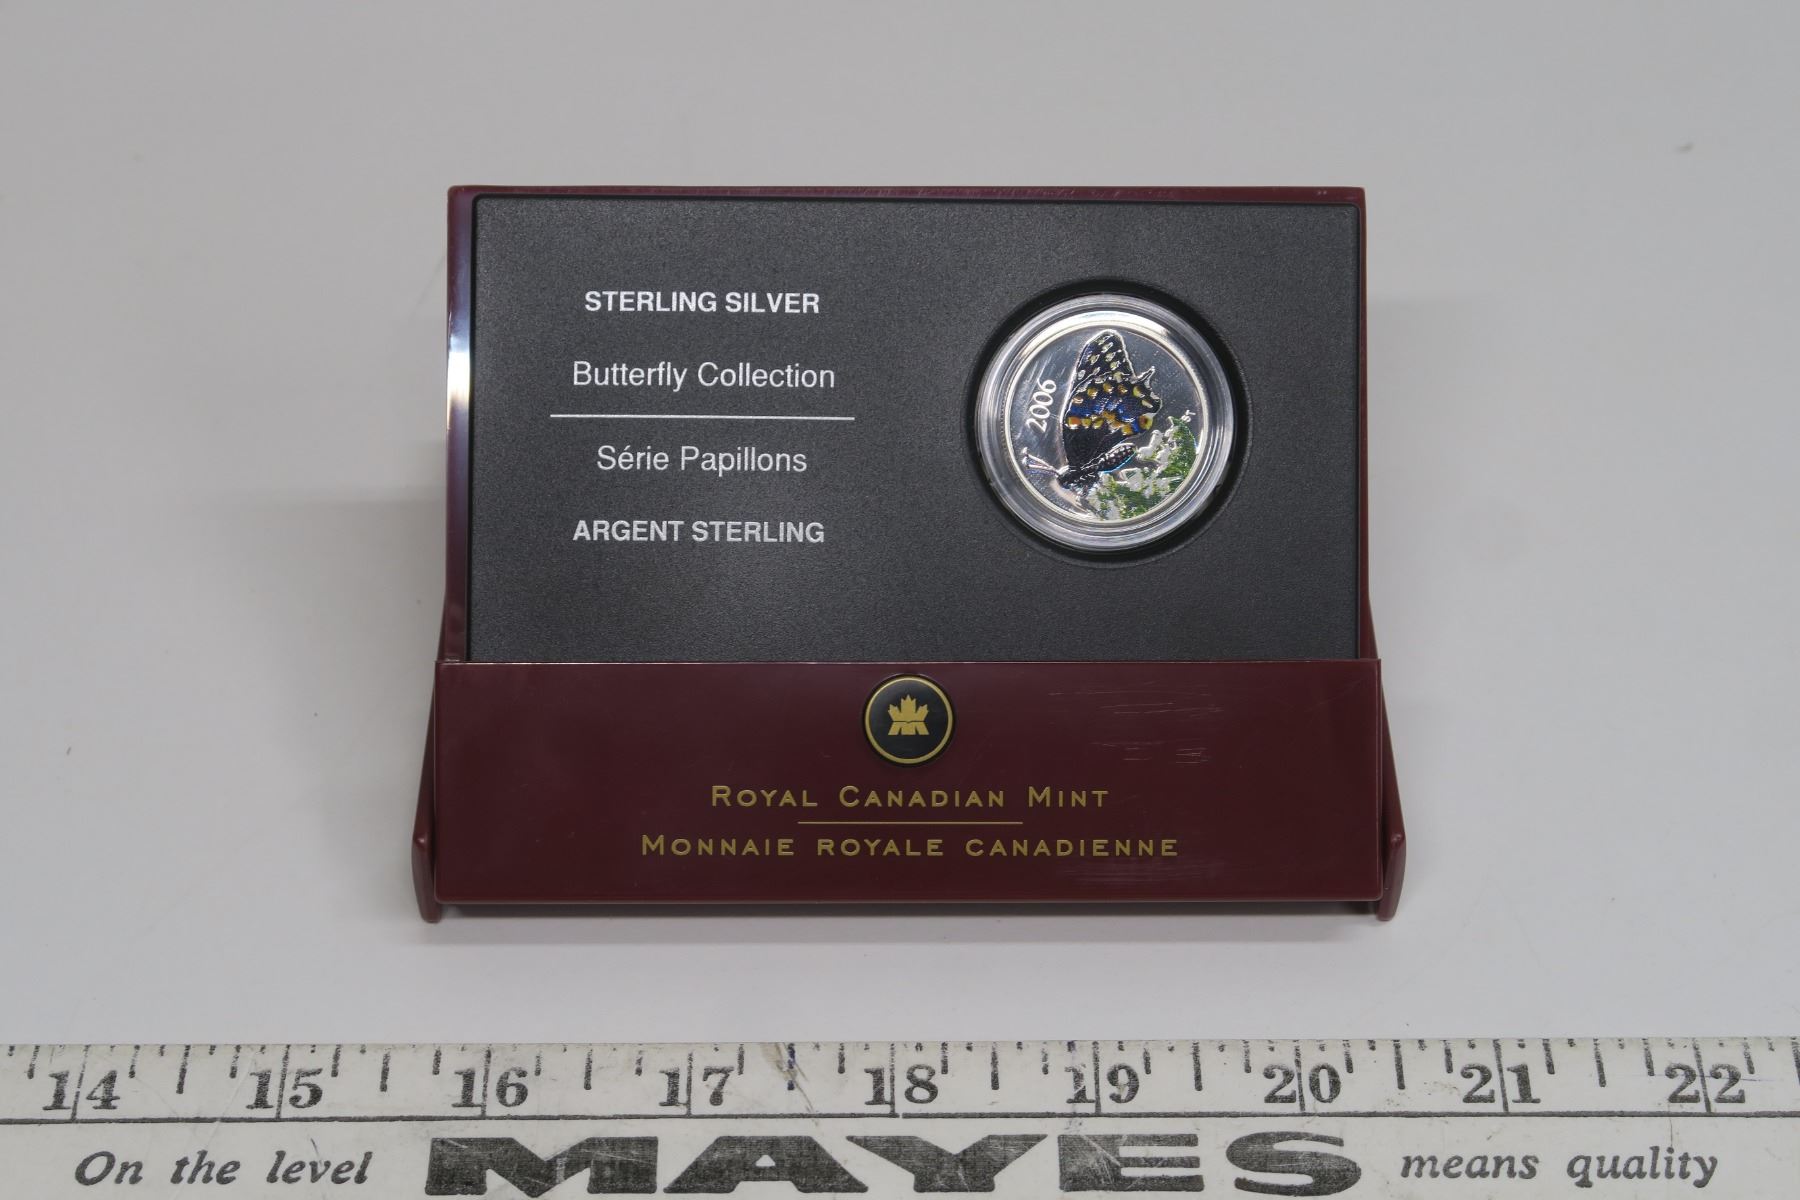 STERLING SILVER
Butterfly Collection
Série Papillons
ARGENT STERLING
2006
ST
ROYAL CANADIAN MINT
MONNAIE ROYALE CANADIENNE
14 15 16 17 18 19 20 21 22
On the level MAYES means quality